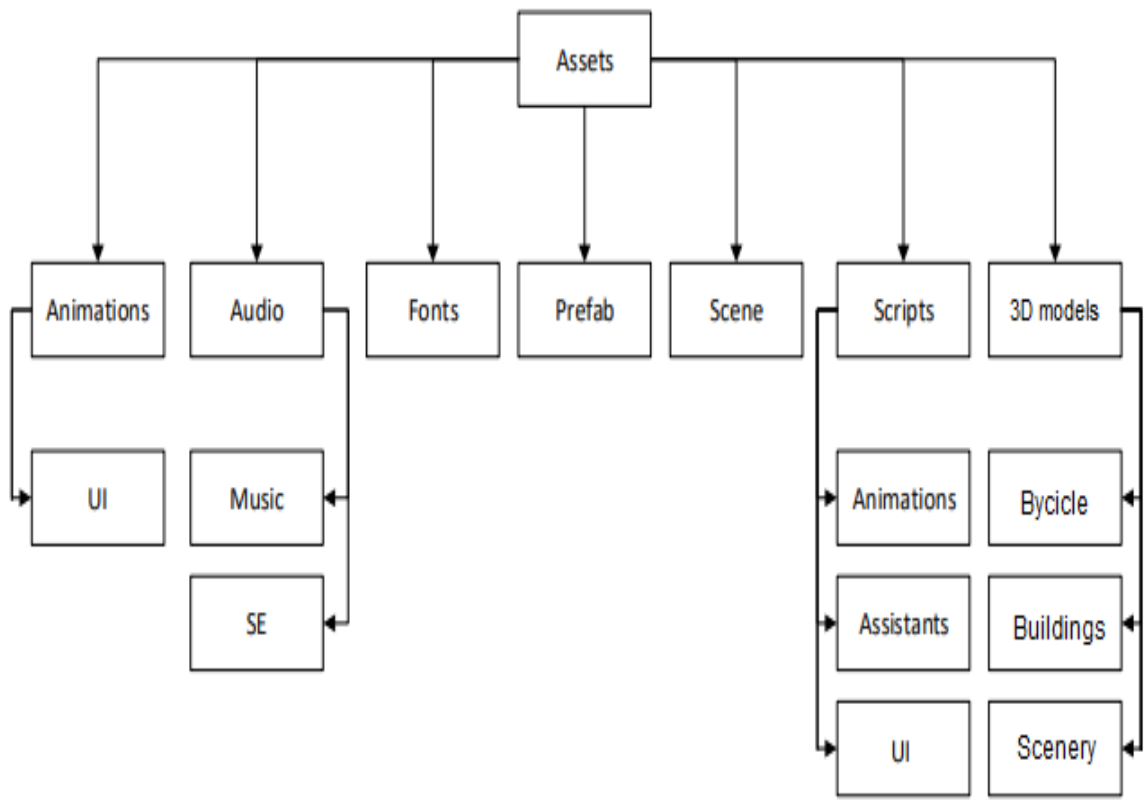 Assets
Animations
Audio
Fonts
Prefab
Scene
Scripts
3D models
UI
Music
Animations
Bycicle
SE
Assistants
Buildings
UI
Scenery